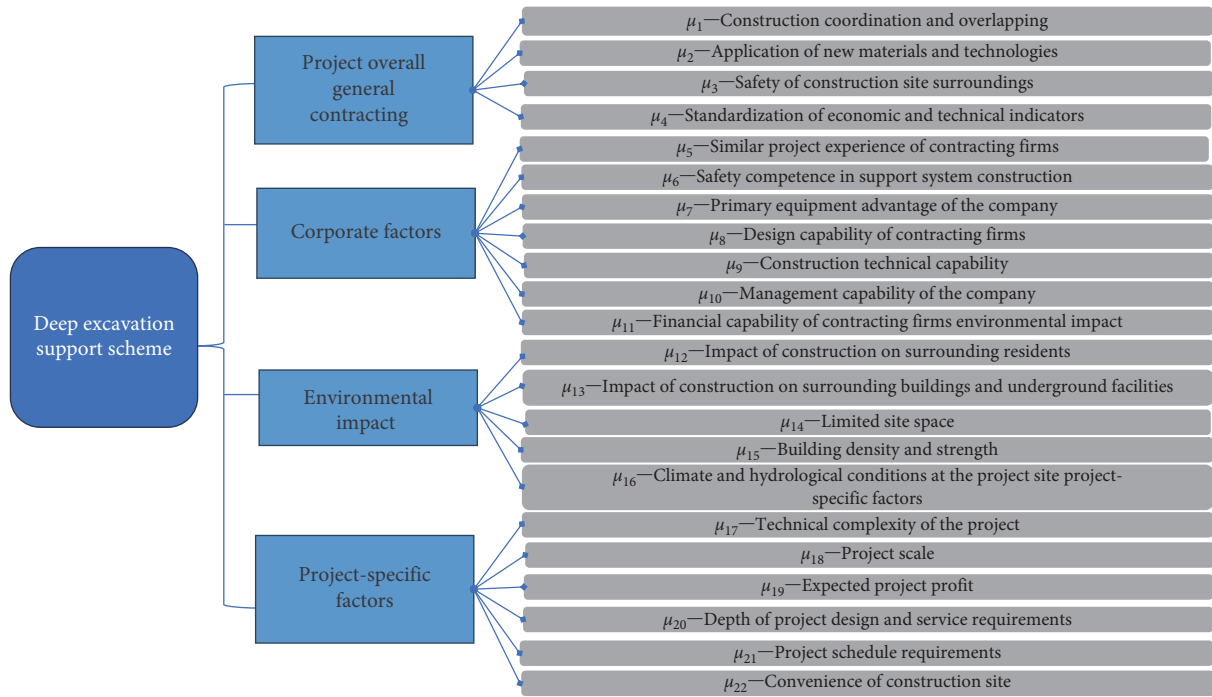 Deep excavation
support scheme
Project overall
general
contracting
μ₁—Construction coordination and overlapping
μ₂—Application of new materials and technologies
μ₃—Safety of construction site surroundings
μ₄—Standardization of economic and technical indicators
Corporate factors
μ₅—Similar project experience of contracting firms
μ₆—Safety competence in support system construction
μ₇—Primary equipment advantage of the company
μ₈—Design capability of contracting firms
μ₉—Construction technical capability
μ₁₀—Management capability of the company
μ₁₁—Financial capability of contracting firms environmental impact
Environmental
impact
μ₁₂—Impact of construction on surrounding residents
μ₁₃—Impact of construction on surrounding buildings and underground facilities
μ₁₄—Limited site space
μ₁₅—Building density and strength
μ₁₆—Climate and hydrological conditions at the project site project-
specific factors
Project-specific
factors
μ₁₇—Technical complexity of the project
μ₁₈—Project scale
μ₁₉—Expected project profit
μ₂₀—Depth of project design and service requirements
μ₂₁—Project schedule requirements
μ₂₂—Convenience of construction site